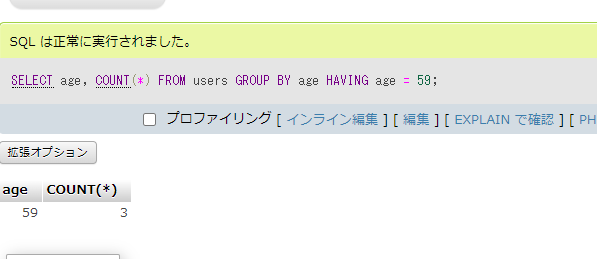 SQL は正常に実行されました。
SELECT age, COUNT(*) FROM users GROUP BY age HAVING age = 59;
プロファイリング [ インライン編集 ] [ 編集 ] [ EXPLAIN で確認 ] [ PH
拡張オプション
age COUNT(*)
59 3